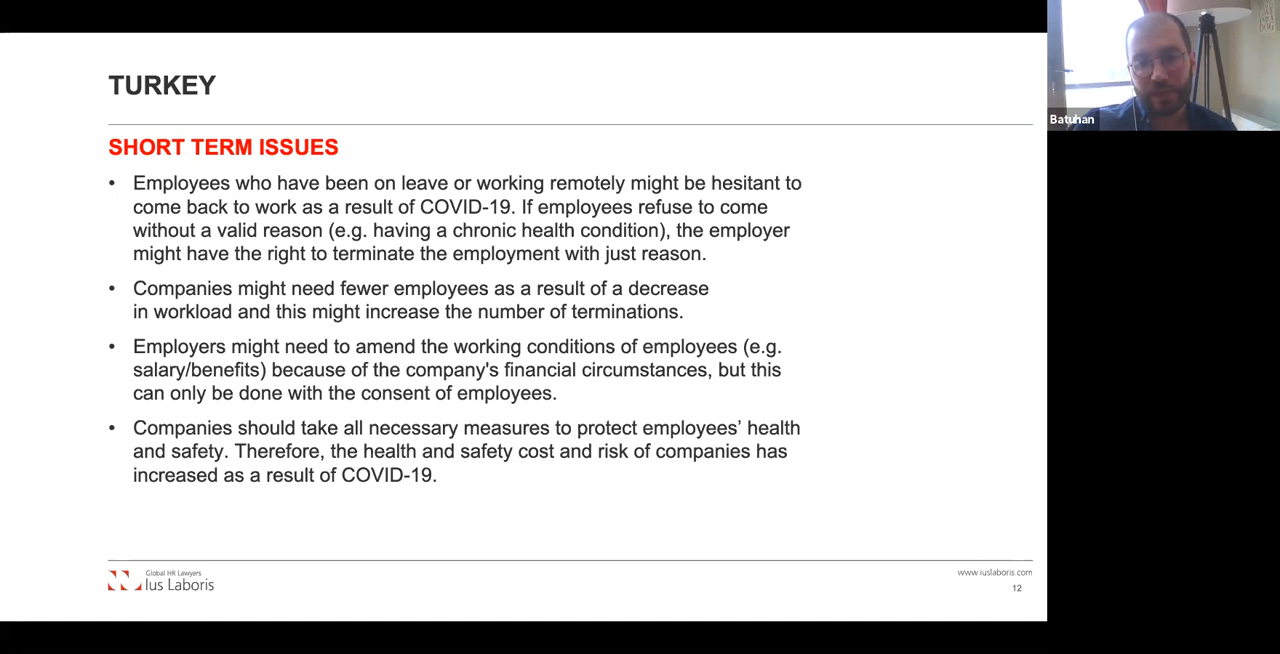 TURKEY
SHORT TERM ISSUES
• Employees who have been on leave or working remotely might be hesitant to
come back to work as a result of COVID-19. If employees refuse to come
without a valid reason (e.g. having a chronic health condition), the employer
might have the right to terminate the employment with just reason.
• Companies might need fewer employees as a result of a decrease
in workload and this might increase the number of terminations.
• Employers might need to amend the working conditions of employees (e.g.
salary/benefits) because of the company's financial circumstances, but this
can only be done with the consent of employees.
• Companies should take all necessary measures to protect employees’ health
and safety. Therefore, the health and safety cost and risk of companies has
increased as a result of COVID-19.
Global HR Lawyers
Ius Laboris
www.iuslaboris.com
12
Batuhan